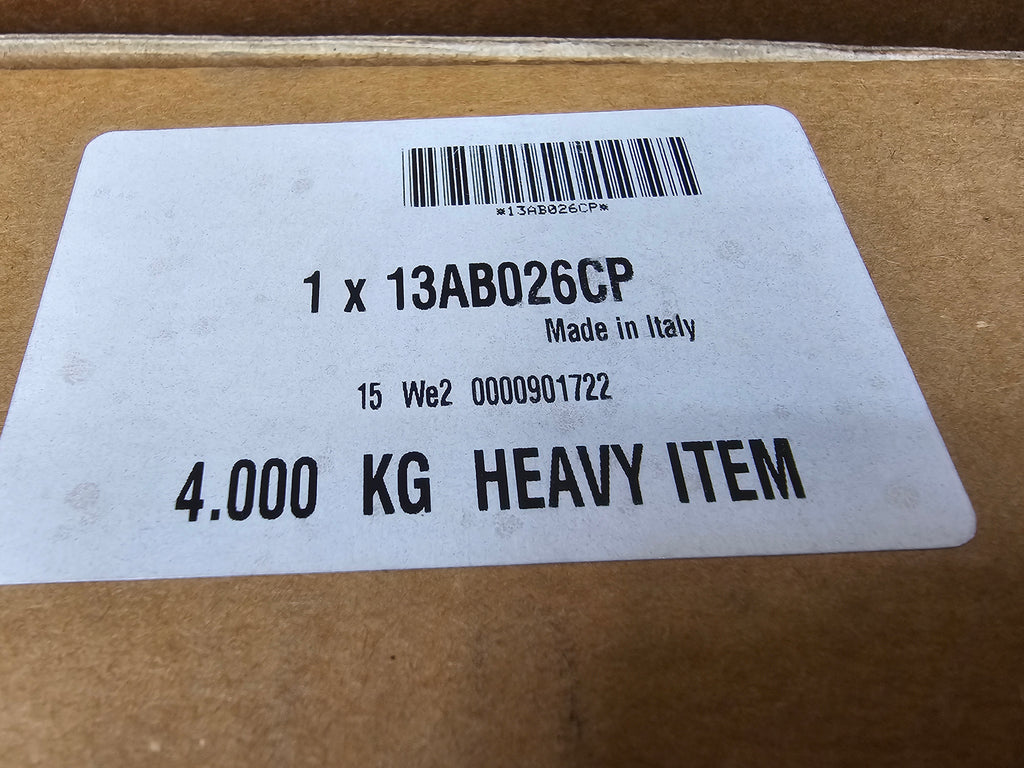 *13AB026CP*
1 x 13AB026CP
Made in Italy
15 We2 0000901722
4.000 KG HEAVY ITEM